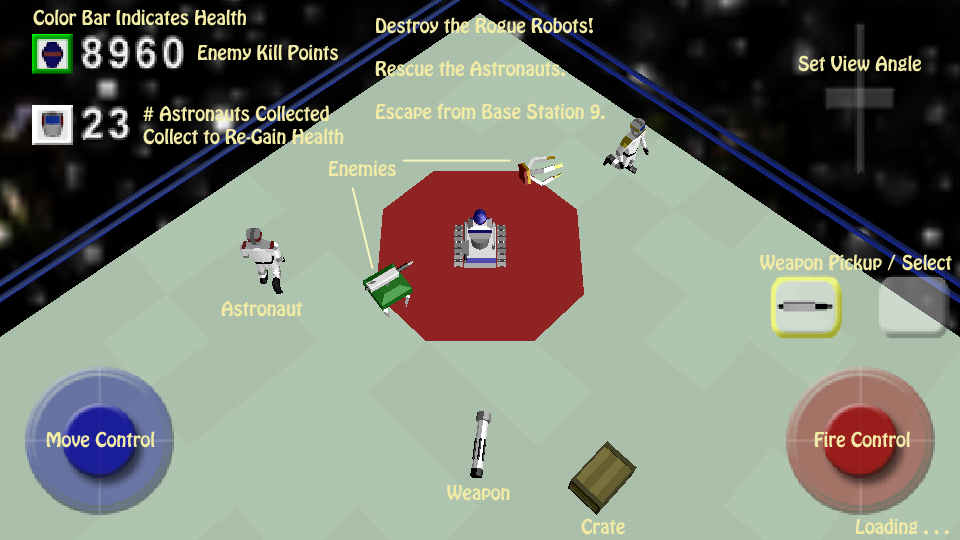 Color Bar Indicates Health
8960 Enemy Kill Points
# Astronauts Collected
23
Collect to Re-Gain Health
Destroy the Rogue Robots!
Rescue the Astronauts.
Escape from Base Station 9.
Set View Angle
Enemies
Astronaut
Weapon Pickup / Select
Move Control
Fire Control
Weapon
Crate
Loading . . .